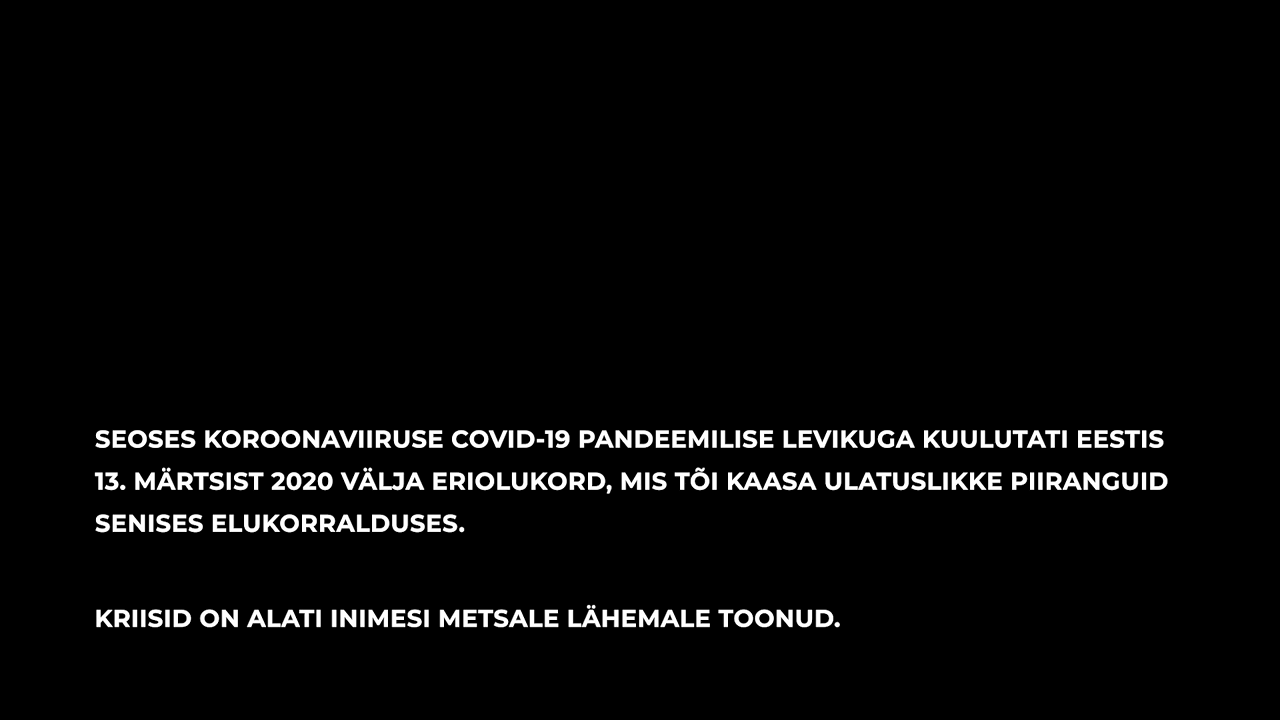 SEOSES KOROONAVIIRUSE COVID-19 PANDEEMILISE LEVIKUGA KUULUTATI EESTIS
13. MÄRTSIST 2020 VÄLJA ERIOLUKORD, MIS TÕI KAASA ULATUSLIKKE PIIRANGUID
SENISES ELUKORRALDUSES.
KRIISID ON ALATI INIMESI METSALE LÄHEMALE TOONUD.